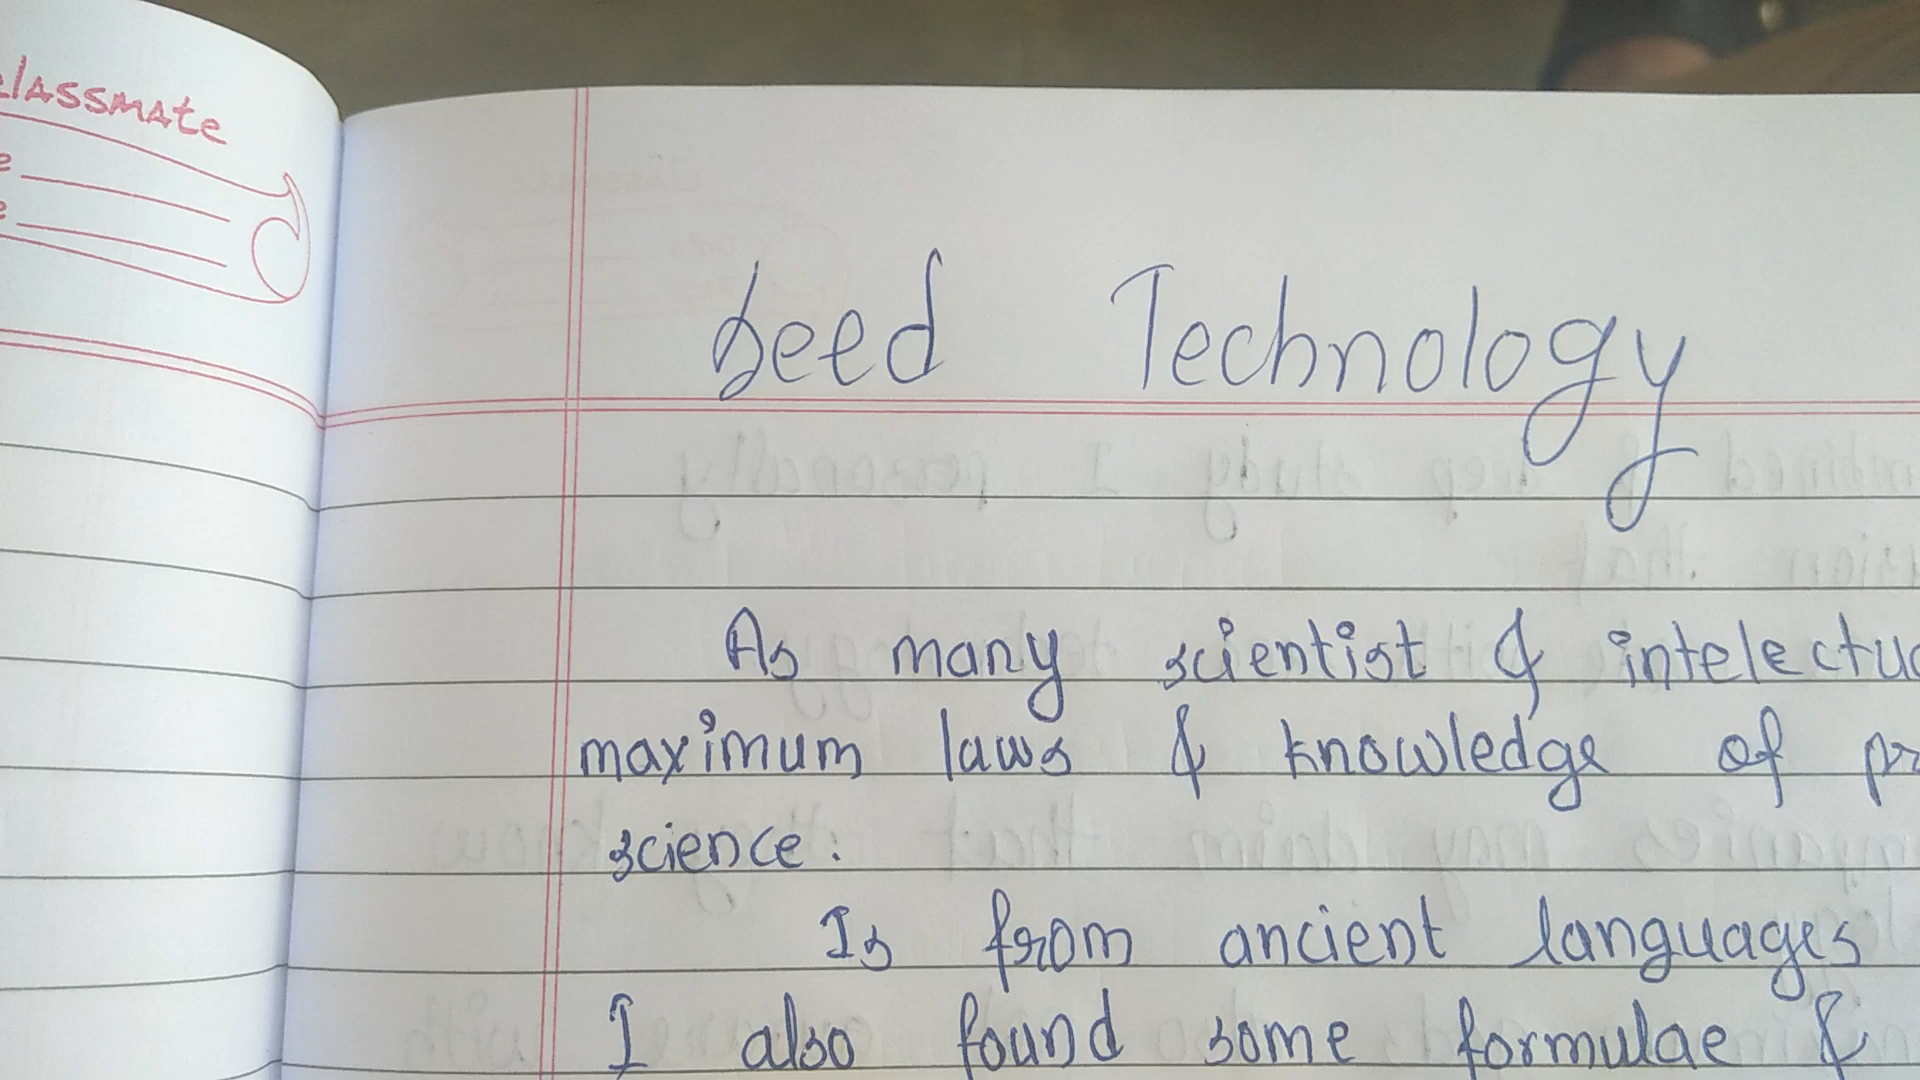 classmate
Seed Technology
As many scientist & intelectu
maximum laws & knowledge of
science.
Is from ancient languages
I also found some formulae &